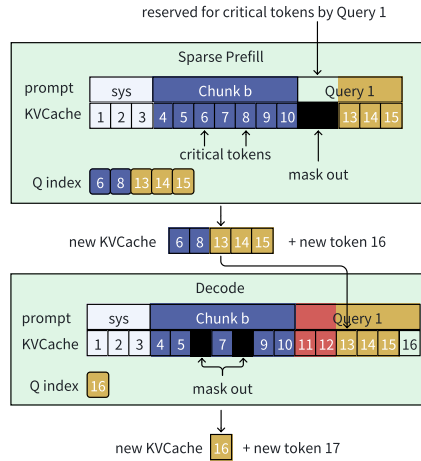 reserved for critical tokens by Query 1
Sparse Prefill
prompt sys Chunk b Query 1
KVCache 1 2 3 4 5 6 7 8 9 10 13 14 15
critical tokens
mask out
Q index 6 8 13 14 15
new KVCache 6 8 13 14 15 + new token 16
Decode
prompt sys Chunk b Query 1
KVCache 1 2 3 4 5 7 9 10 11 12 13 14 15 16
Q index 16
mask out
new KVCache 16 + new token 17